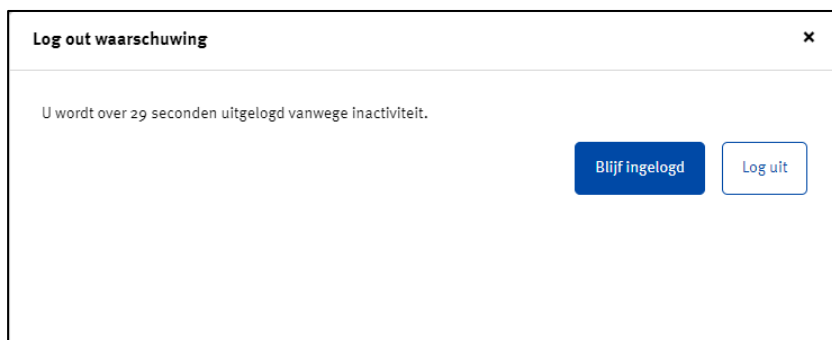 Log out waarschuwing
U wordt over 29 seconden uitgelogd vanwege inactiviteit.
Blijf ingelogd Log uit